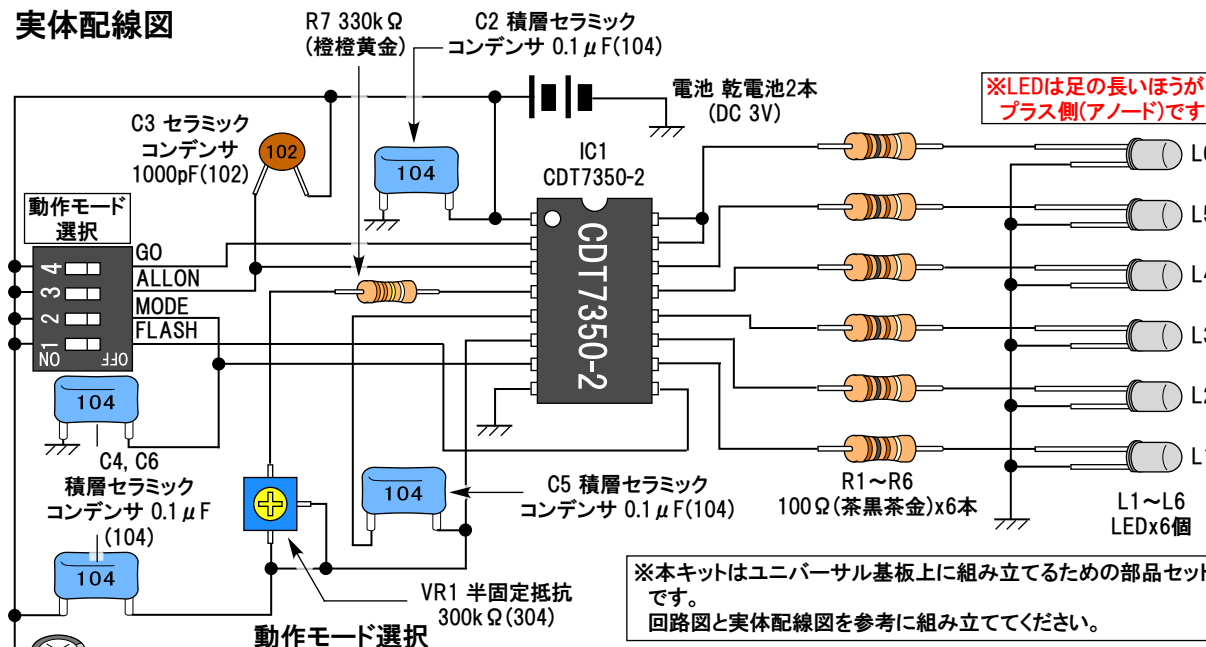 実体配線図
R7 330kΩ
(橙橙黄金)
C2 積層セラミック
コンデンサ 0.1μF(104)
電池 乾電池2本
(DC 3V)
※LEDは足の長いほうが
プラス側(アノード)です
C3 セラミック
コンデンサ
1000pF(102)
102
104
IC1
CDT7350-2
CDT7350-2
動作モード
選択
4
3
2
1
NO
OFF
GO
ALLON
MODE
FLASH
104
C4, C6
積層セラミック
コンデンサ 0.1μF
(104)
104
104
C5 積層セラミック
コンデンサ 0.1μF(104)
VR1 半固定抵抗
300kΩ(304)
動作モード選択
R1～R6
100Ω(茶黒茶金)x6本
L6
L5
L4
L3
L2
L1
L1～L6
LEDx6個
※本キットはユニバーサル基板上に組み立てるための部品セット
です。
回路図と実体配線図を参考に組み立ててください。